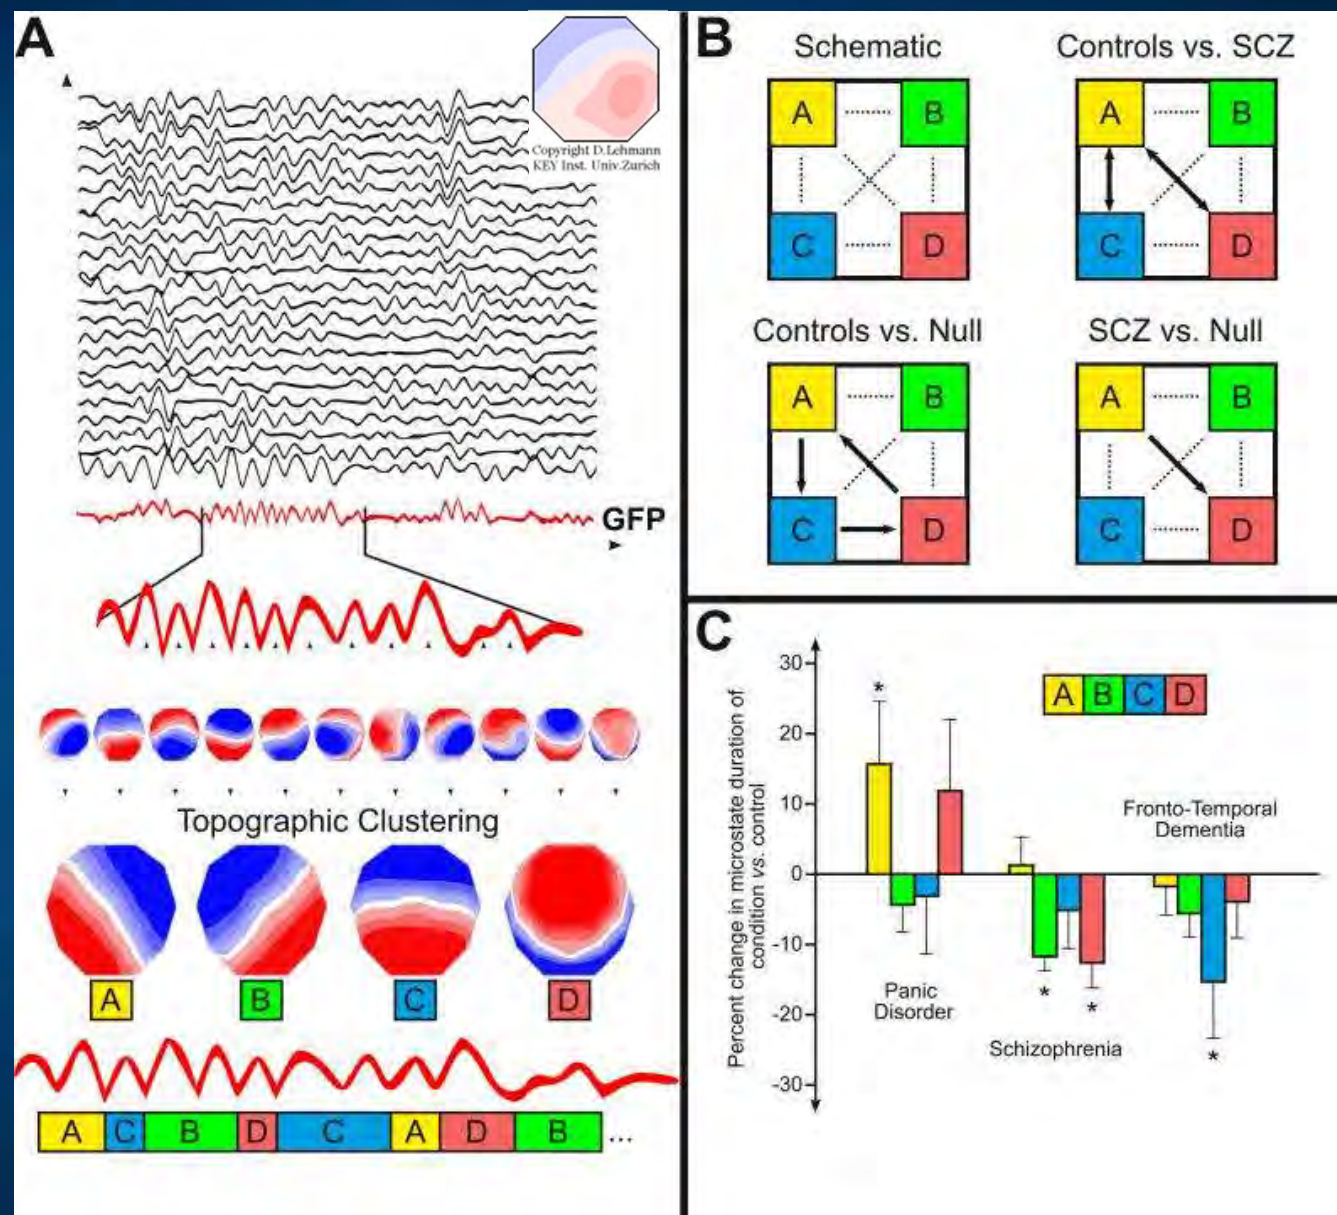 A
Copyright D.Lehmann
KEY Inst. Univ.Zurich
GFP
Topographic Clustering
A B C D
A C B D C A D B ...
B
Schematic
A B
C D
Controls vs. SCZ
A B
C D
Controls vs. Null
A B
C D
SCZ vs. Null
A B
C D
C
Percent change in microstate duration of
condition vs. control
30
20
10
0
-10
-20
-30
A B C D
*
Panic
Disorder
* *
Schizophrenia
Fronto-Temporal
Dementia
*